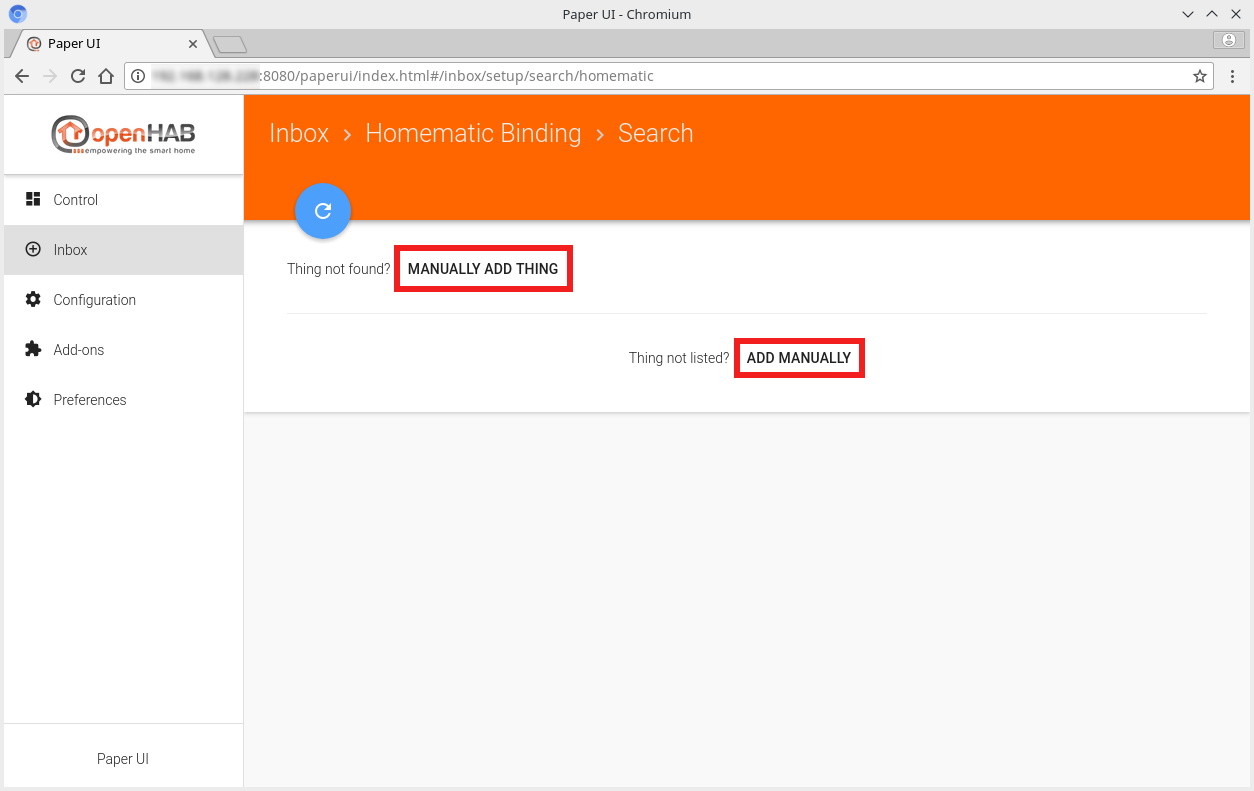 Paper UI - Chromium
Paper UI
:8080/paperui/index.html#/inbox/setup/search/homematic
openHAB
empowering the smart home
Inbox > Homematic Binding > Search
Control
Inbox
Configuration
Add-ons
Preferences
Thing not found? MANUALLY ADD THING
Thing not listed? ADD MANUALLY
Paper UI